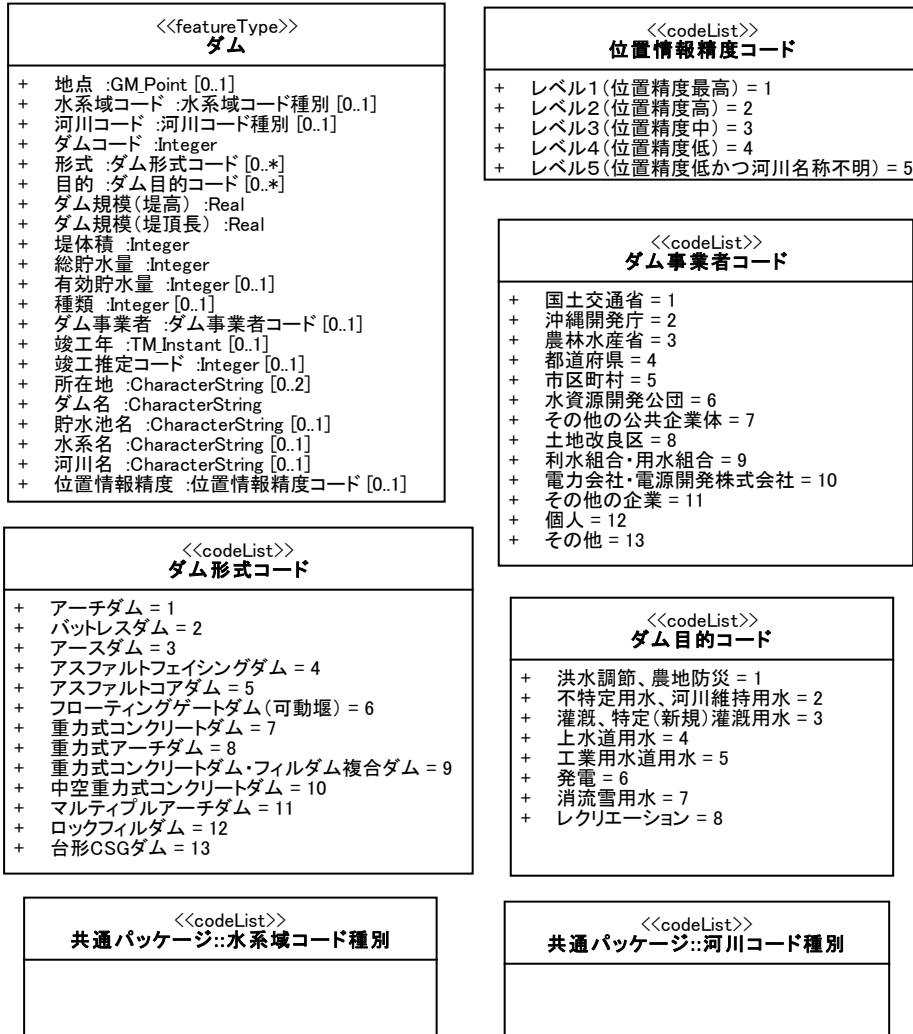 <<featureType>>
ダム
+ 地点 :GM_Point [0..1]
+ 水系域コード :水系域コード種別 [0..1]
+ 河川コード :河川コード種別 [0..1]
+ ダムコード :Integer
+ 形式 :ダム形式コード [0..*]
+ 目的 :ダム目的コード [0..*]
+ ダム規模(堤高) :Real
+ ダム規模(堤頂長) :Real
+ 堤体積 :Integer
+ 総貯水量 :Integer
+ 有効貯水量 :Integer [0..1]
+ 種類 :Integer [0..1]
+ ダム事業者 :ダム事業者コード [0..1]
+ 竣工年 :TM_Instant [0..1]
+ 竣工推定コード :Integer [0..1]
+ 所在地 :CharacterString [0..2]
+ ダム名 :CharacterString
+ 貯水池名 :CharacterString [0..1]
+ 水系名 :CharacterString [0..1]
+ 河川名 :CharacterString [0..1]
+ 位置情報精度 :位置情報精度コード [0..1]
<<codeList>>
位置情報精度コード
+ レベル1(位置精度最高) = 1
+ レベル2(位置精度高) = 2
+ レベル3(位置精度中) = 3
+ レベル4(位置精度低) = 4
+ レベル5(位置精度低かつ河川名称不明) = 5
<<codeList>>
ダム事業者コード
+ 国土交通省 = 1
+ 沖縄開発庁 = 2
+ 農林水産省 = 3
+ 都道府県 = 4
+ 市区町村 = 5
+ 水資源開発公団 = 6
+ その他の公共企業体 = 7
+ 土地改良区 = 8
+ 利水組合・用水組合 = 9
+ 電力会社・電源開発株式会社 = 10
+ その他の企業 = 11
+ 個人 = 12
+ その他 = 13
<<codeList>>
ダム形式コード
+ アーチダム = 1
+ バットレスダム = 2
+ アースダム = 3
+ アスファルトフェイシングダム = 4
+ アスファルトコアダム = 5
+ フローティングゲートダム(可動堰) = 6
+ 重力式コンクリートダム = 7
+ 重力式アーチダム = 8
+ 重力式コンクリートダム・フィルダム複合ダム = 9
+ 中空重力式コンクリートダム = 10
+ マルティプルアーチダム = 11
+ ロックフィルダム = 12
+ 台形CSGダム = 13
<<codeList>>
ダム目的コード
+ 洪水調節、農地防災 = 1
+ 不特定用水、河川維持用水 = 2
+ 灌漑、特定(新規)灌漑用水 = 3
+ 上水道用水 = 4
+ 工業用水道用水 = 5
+ 発電 = 6
+ 消流雪用水 = 7
+ レクリエーション = 8
<<codeList>>
共通パッケージ::水系域コード種別
<<codeList>>
共通パッケージ::河川コード種別